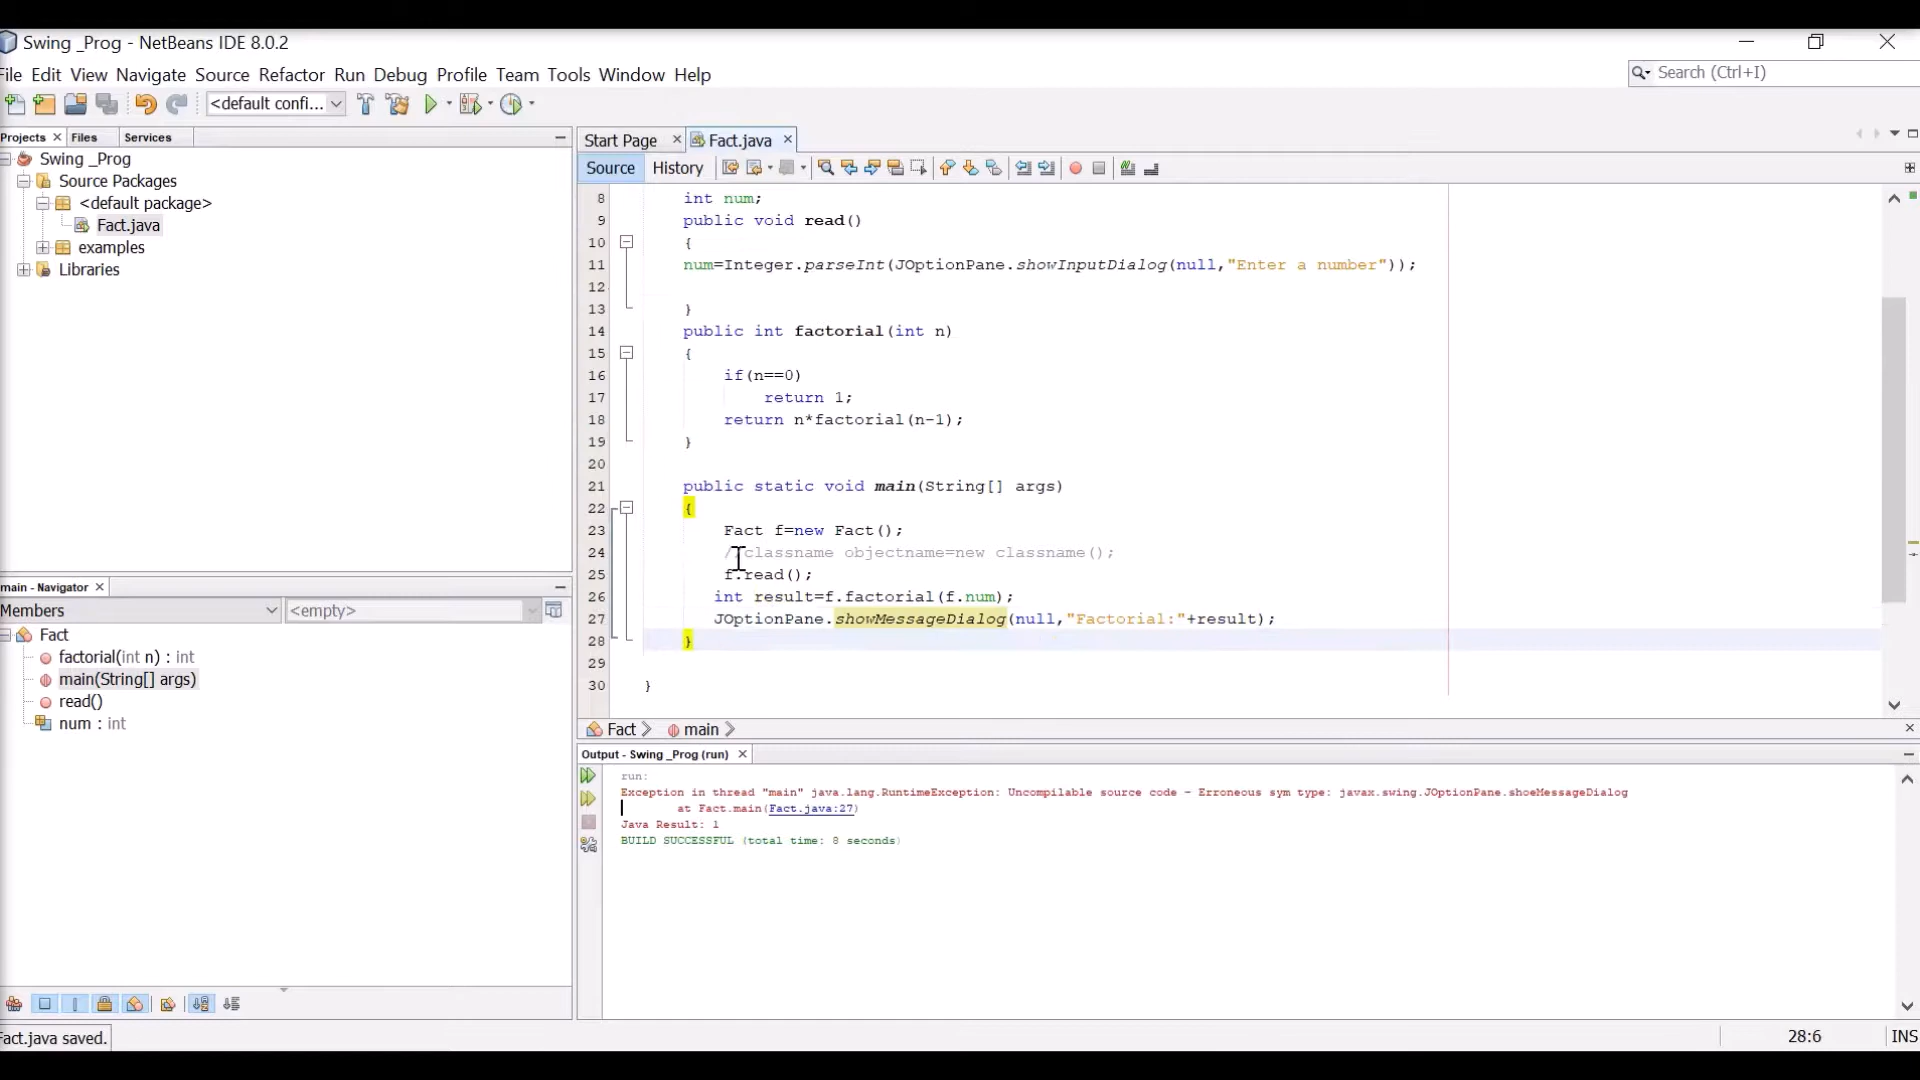 Swing _Prog - NetBeans IDE 8.0.2
File Edit View Navigate Source Refactor Run Debug Profile Team Tools Window Help
Search (Ctrl+I)
<default confi...
Projects Files Services
Swing _Prog
Source Packages
<default package>
Fact.java
examples
Libraries
Start Page Fact.java
Source History
8 int num;
9 public void read()
10 {
11 num=Integer.parseInt(JOptionPane.showInputDialog(null,"Enter a number"));
12
13 }
14 public int factorial(int n)
15 {
16 if(n==0)
17 return 1;
18 return n*factorial(n-1);
19 }
20
21 public static void main(String[] args)
22 {
23 Fact f=new Fact();
24 //classname objectname=new classname();
25 f.read();
26 int result=f.factorial(f.num);
27 JOptionPane.showMessageDialog(null,"Factorial:"+result);
28 }
29
30 }
Fact main
main - Navigator
Members <empty>
Fact
factorial(int n) : int
main(String[] args)
read()
num : int
Output - Swing _Prog (run)
run:
Exception in thread "main" java.lang.RuntimeException: Uncompilable source code - Erroneous sym type: javax.swing.JOptionPane.shoeMessageDialog
at Fact.main(Fact.java:27)
Java Result: 1
BUILD SUCCESSFUL (total time: 8 seconds)
Fact.java saved.
28:6 INS